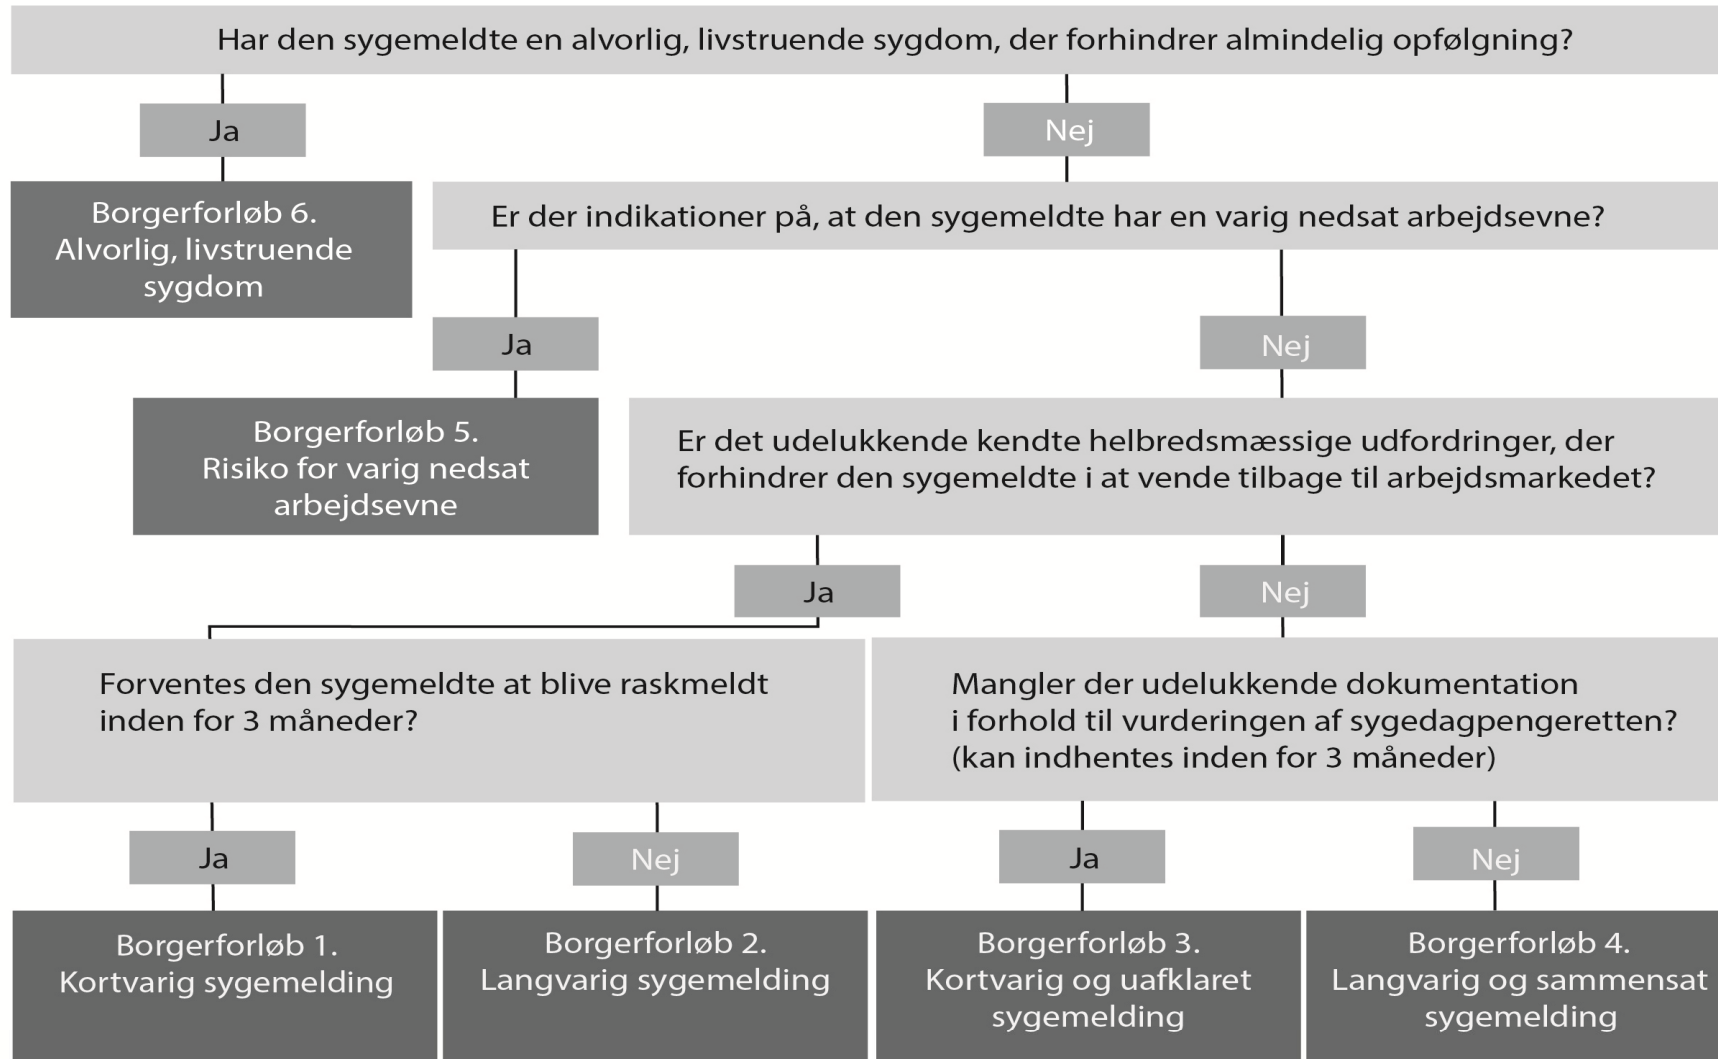 Har den sygemeldte en alvorlig, livstruende sygdom, der forhindrer almindelig opfølgning?
Ja
Nej
Borgerforløb 6.
Alvorlig, livstruende
sygdom
Er der indikationer på, at den sygemeldte har en varig nedsat arbejdsevne?
Ja
Nej
Borgerforløb 5.
Risiko for varig nedsat
arbejdsevne
Er det udelukkende kendte helbredsmæssige udfordringer, der
forhindrer den sygemeldte i at vende tilbage til arbejdsmarkedet?
Ja
Nej
Forventes den sygemeldte at blive raskmeldt
inden for 3 måneder?
Mangler der udelukkende dokumentation
i forhold til vurderingen af sygedagpengeretten?
(kan indhentes inden for 3 måneder)
Ja
Nej
Ja
Nej
Borgerforløb 1.
Kortvarig sygemelding
Borgerforløb 2.
Langvarig sygemelding
Borgerforløb 3.
Kortvarig og uafklaret
sygemelding
Borgerforløb 4.
Langvarig og sammensat
sygemelding